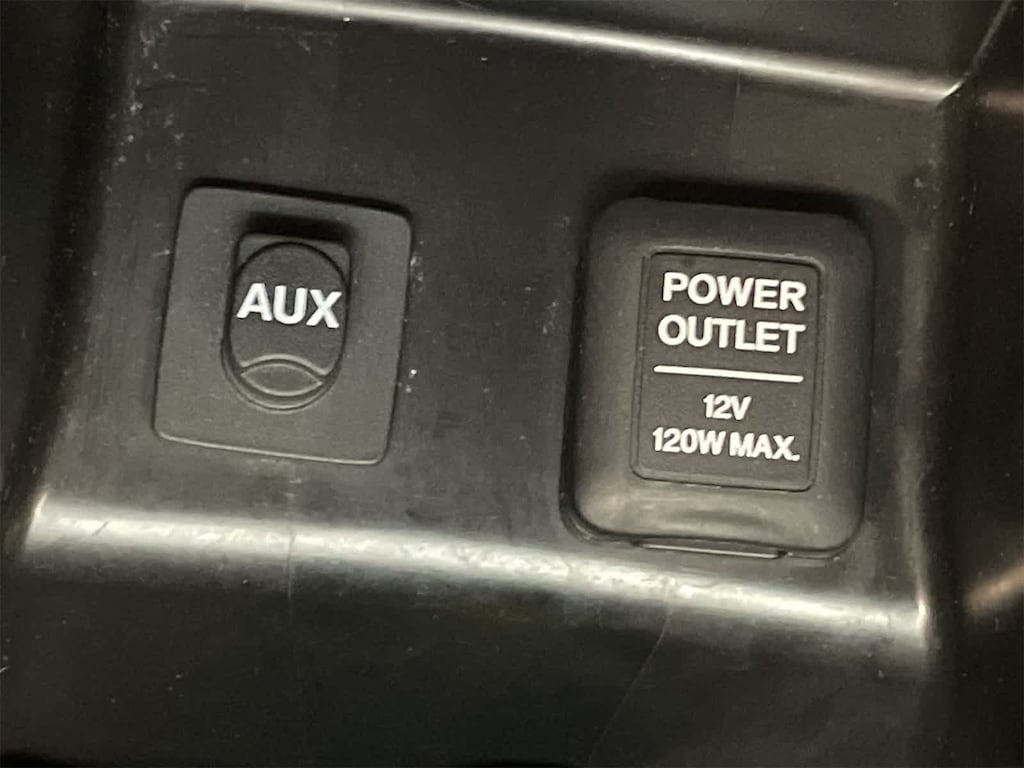 AUX
POWER
OUTLET
12V
120W MAX.